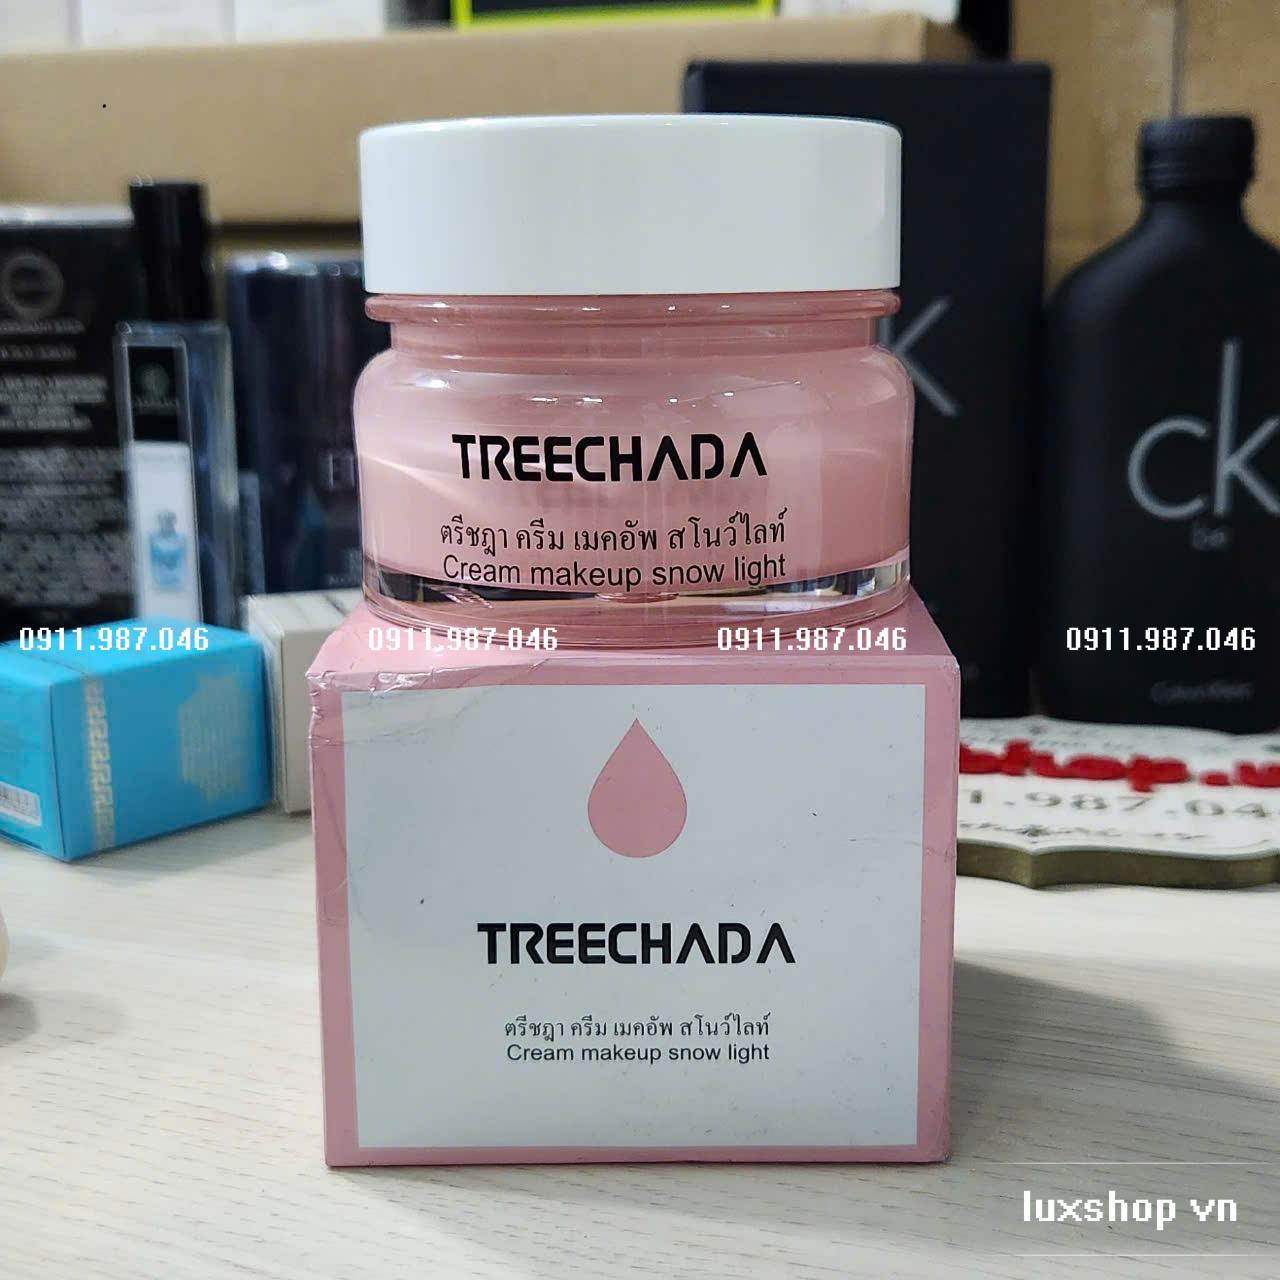 TREECHADA
ตรีชฎา ครีม เมคอัพ สโนว์ไลท์
Cream makeup snow light
ck
be
0911.987.046
0911.987.046
0911.987.046
0911.987.046
TREECHADA
ตรีชฎา ครีม เมคอัพ สโนว์ไลท์
Cream makeup snow light
luxshop vn